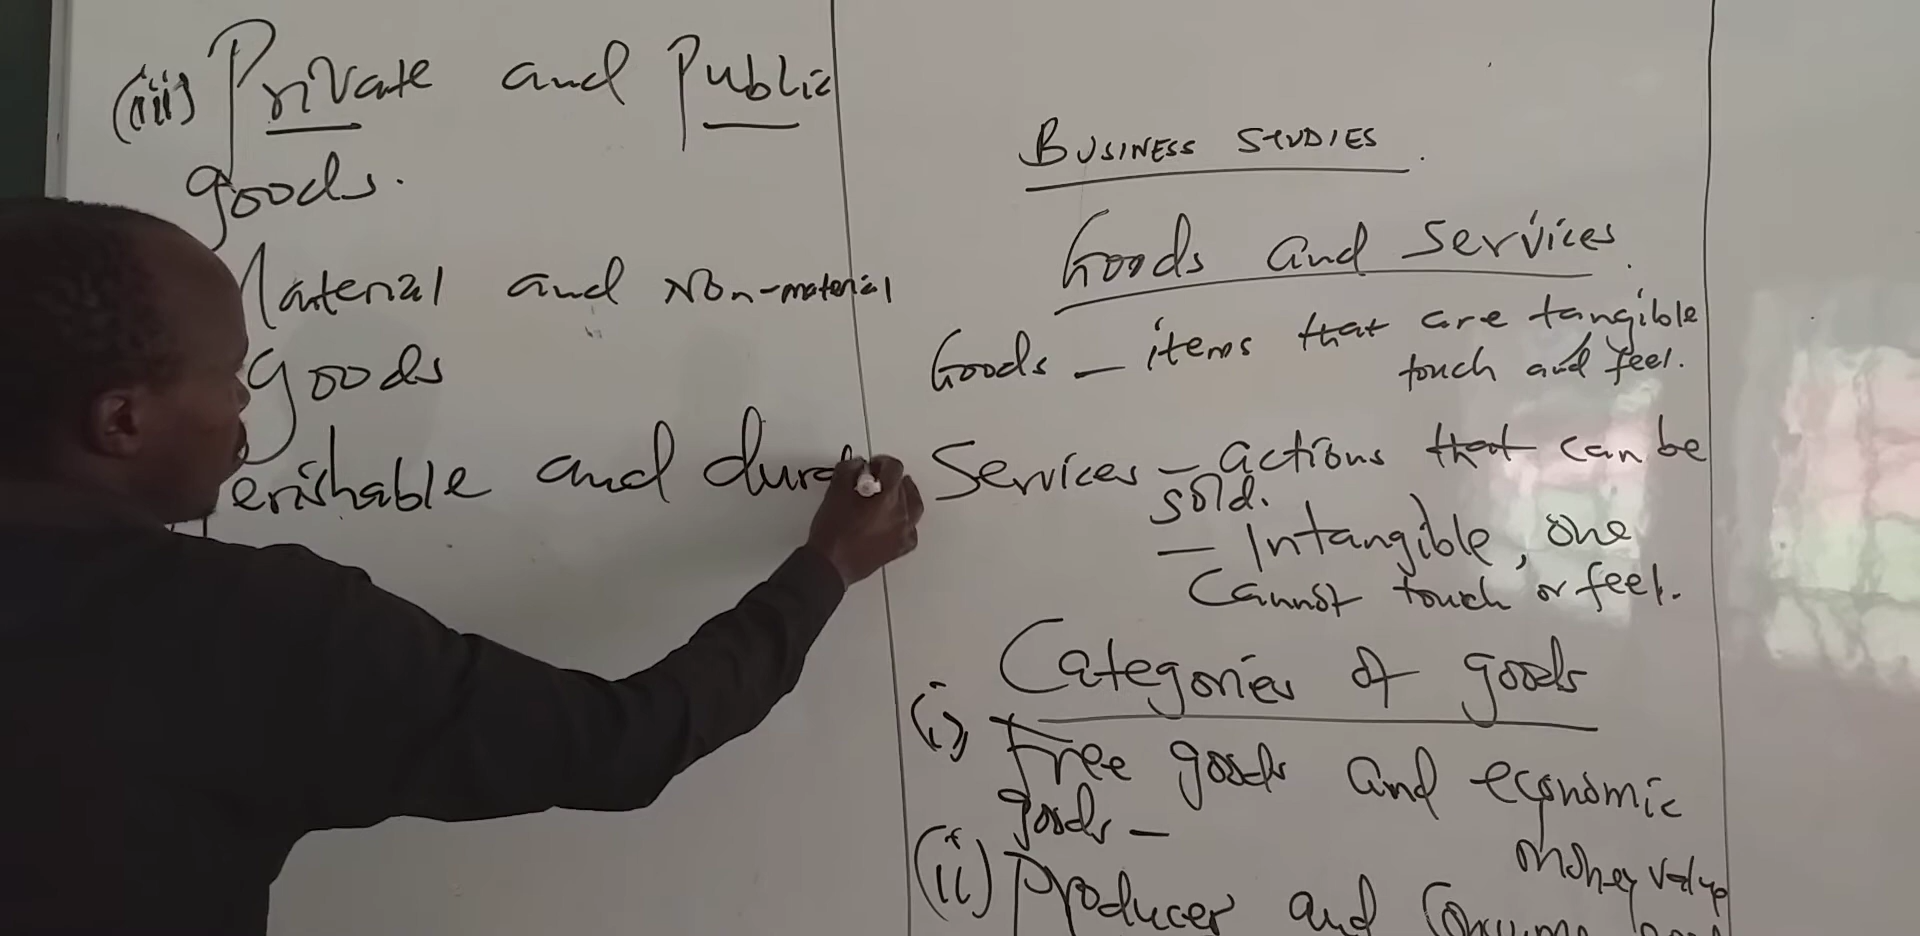 BUSINESS STUDIES.
Goods and services.
Goods – items that are tangible
touch and feel.
Services – actions that can be
sold.
– Intangible, one
cannot touch or feel.
Categories of goods
(i) Free goods and economic
goods –
money value
(ii) Producer and
(iii) Private and Public
goods.
Material and Non-material
goods
erishable and dura